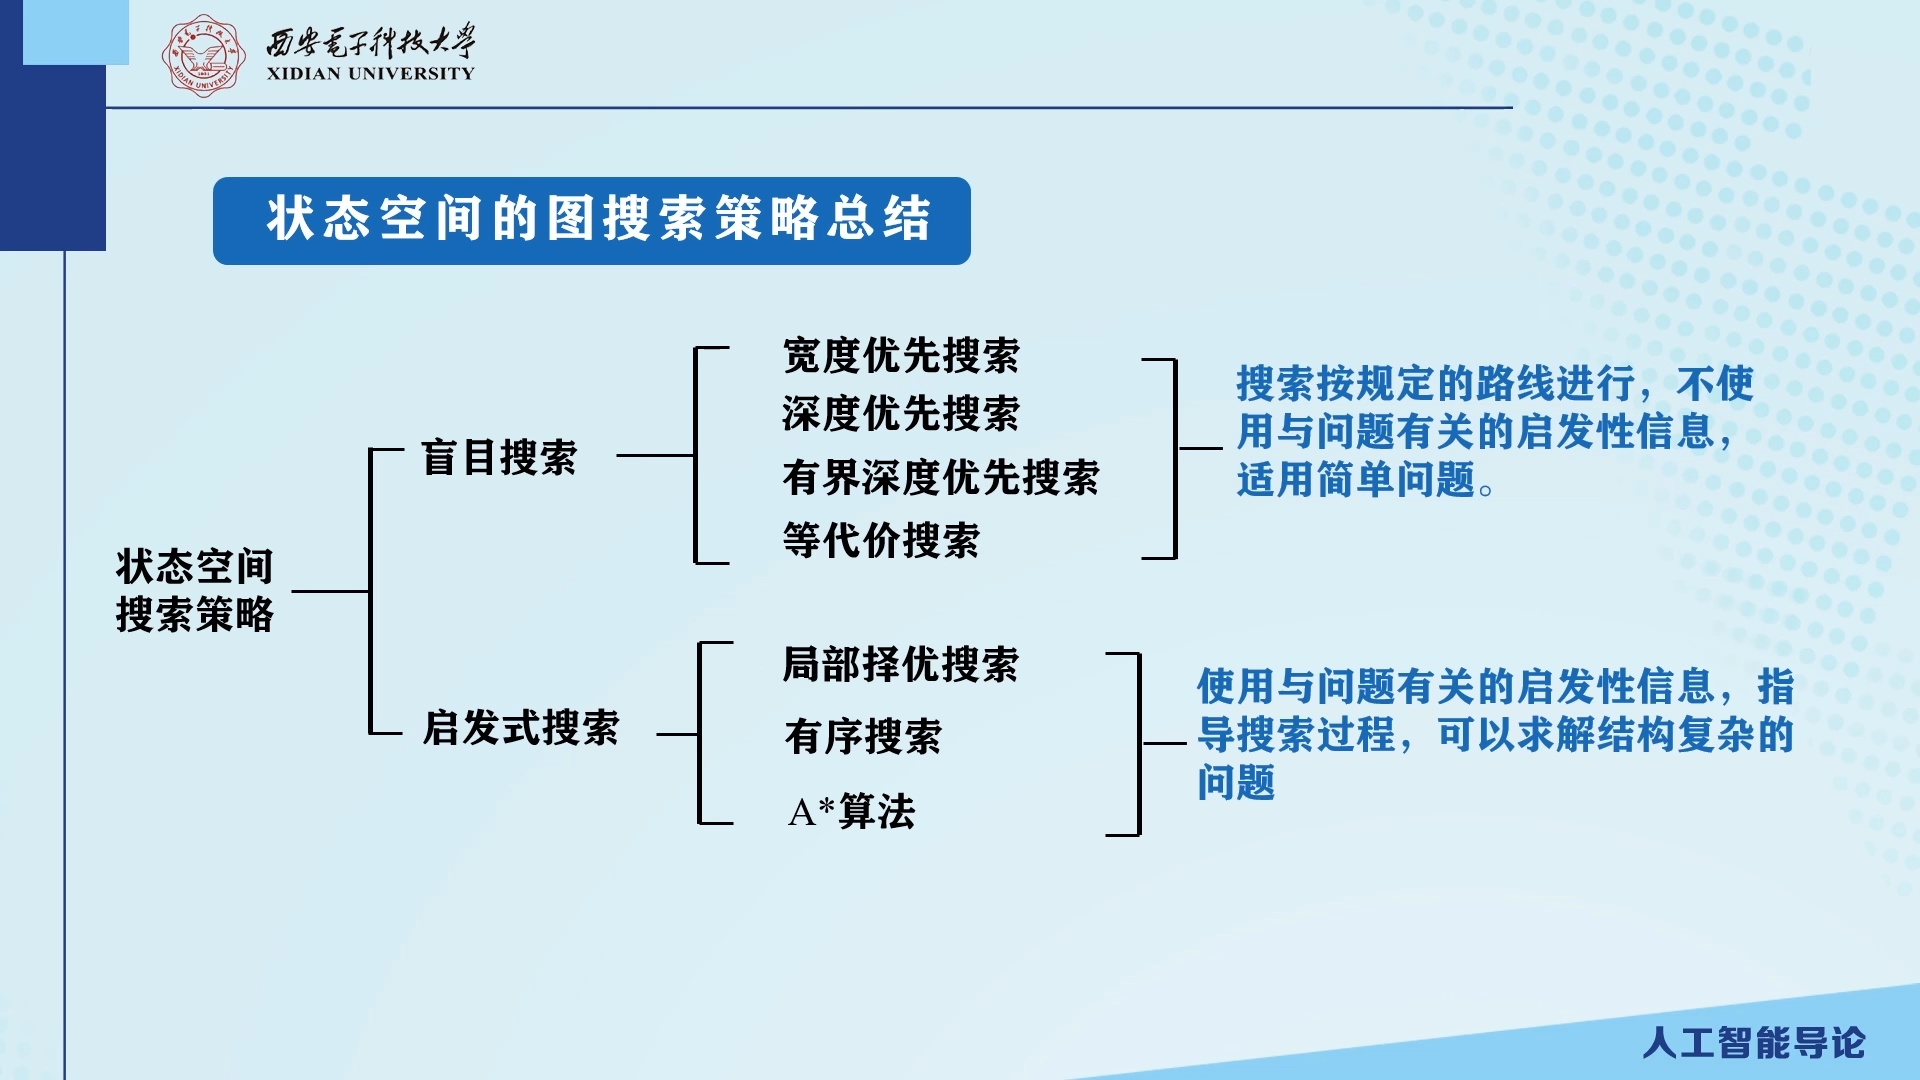 西安电子科技大学
XIDIAN UNIVERSITY
状态空间的图搜索策略总结
状态空间
搜索策略
盲目搜索
宽度优先搜索
深度优先搜索
有界深度优先搜索
等代价搜索
搜索按规定的路线进行，不使
用与问题有关的启发性信息，
适用简单问题。
启发式搜索
局部择优搜索
有序搜索
A*算法
使用与问题有关的启发性信息，指
导搜索过程，可以求解结构复杂的
问题
人工智能导论